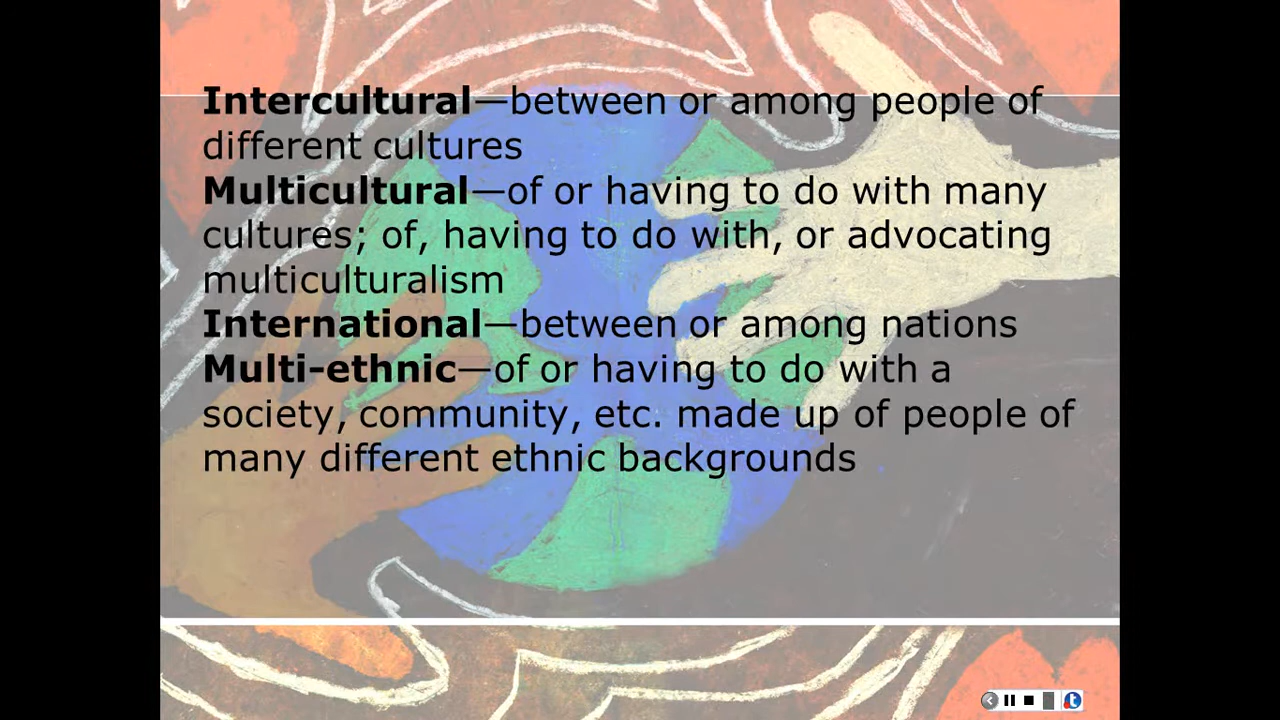 Intercultural—between or among people of
different cultures
Multicultural—of or having to do with many
cultures; of, having to do with, or advocating
multiculturalism
International—between or among nations
Multi-ethnic—of or having to do with a
society, community, etc. made up of people of
many different ethnic backgrounds
t